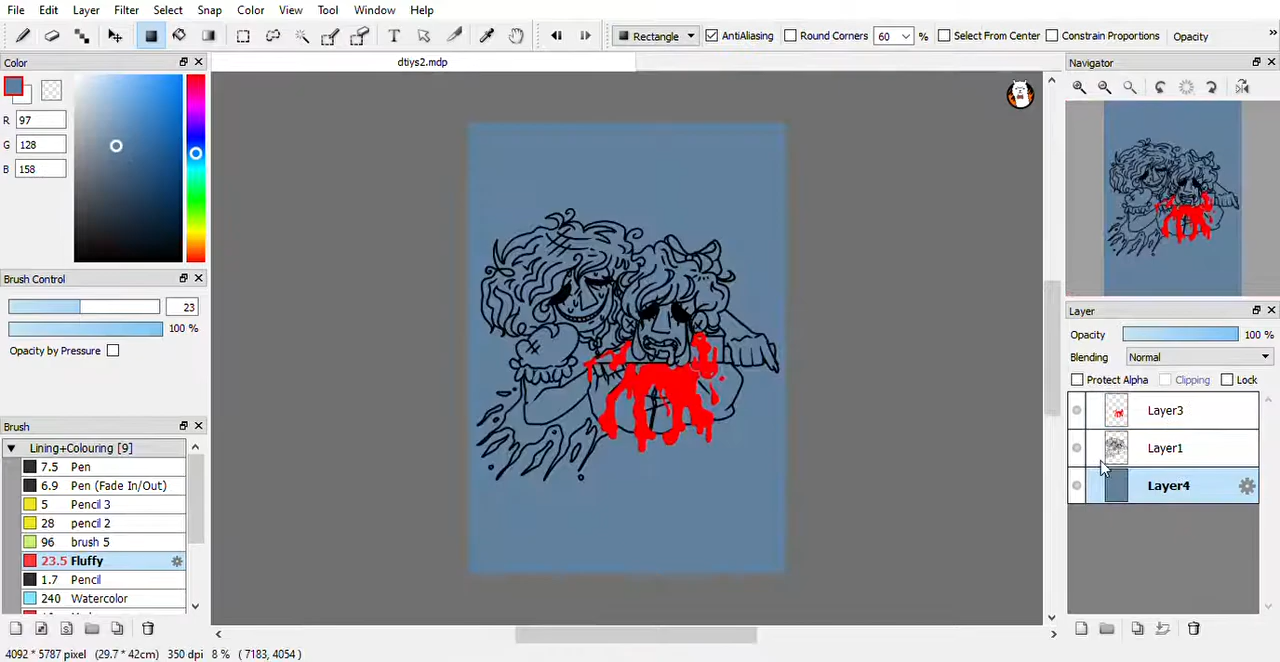 File Edit Layer Filter Select Snap Color View Tool Window Help
Rectangle AntiAliasing Round Corners 60 % Select From Center Constrain Proportions Opacity »
Color
dtiys2.mdp
Navigator
R 97
G 128
B 158
Brush Control
23
100 %
Opacity by Pressure
Layer
Opacity 100 %
Blending Normal
Protect Alpha Clipping Lock
Layer3
Layer1
Layer4
Brush
Lining+Colouring [9]
7.5 Pen
6.9 Pen (Fade In/Out)
5 Pencil 3
28 pencil 2
96 brush 5
23.5 Fluffy
1.7 Pencil
240 Watercolor
4092 * 5787 pixel (29.7 * 42cm) 350 dpi 8 % ( 7183, 4054 )